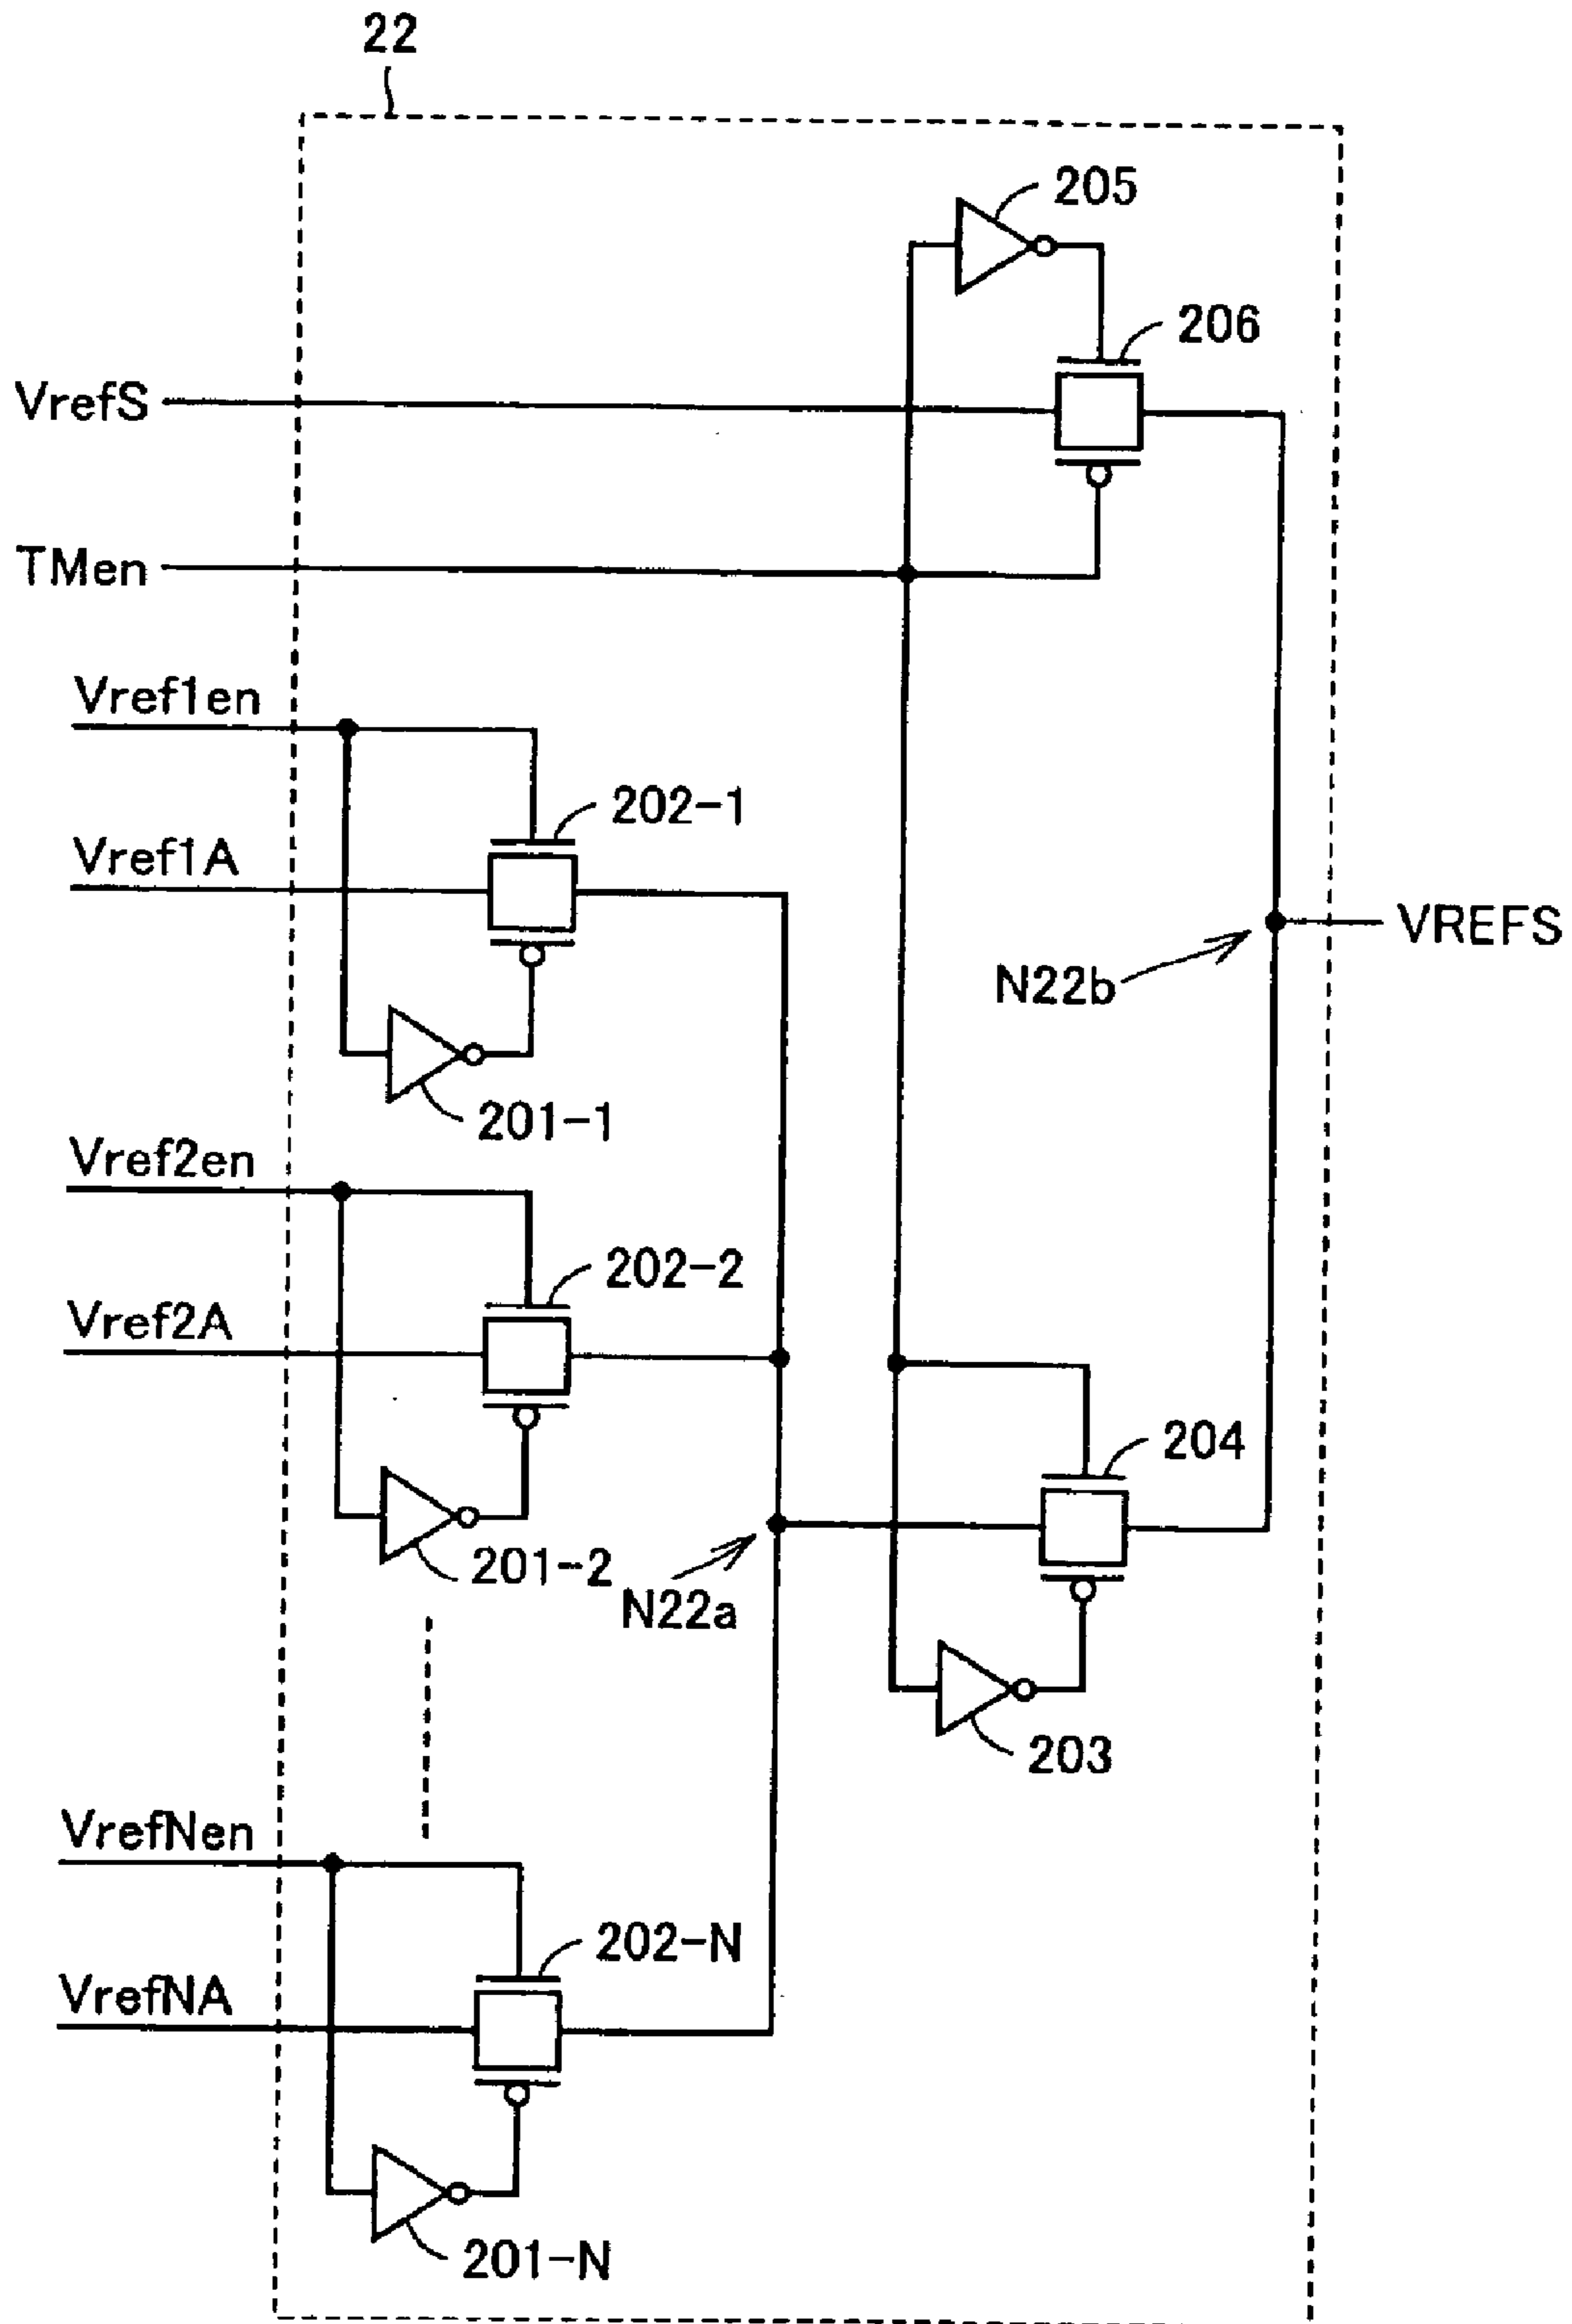 22
205
206
VrefS
TMen
Vref1en
202-1
Vref1A
VREFS
N22b
201-1
Vref2en
202-2
Vref2A
204
201-2
N22a
203
VrefNen
202-N
VrefNA
201-N